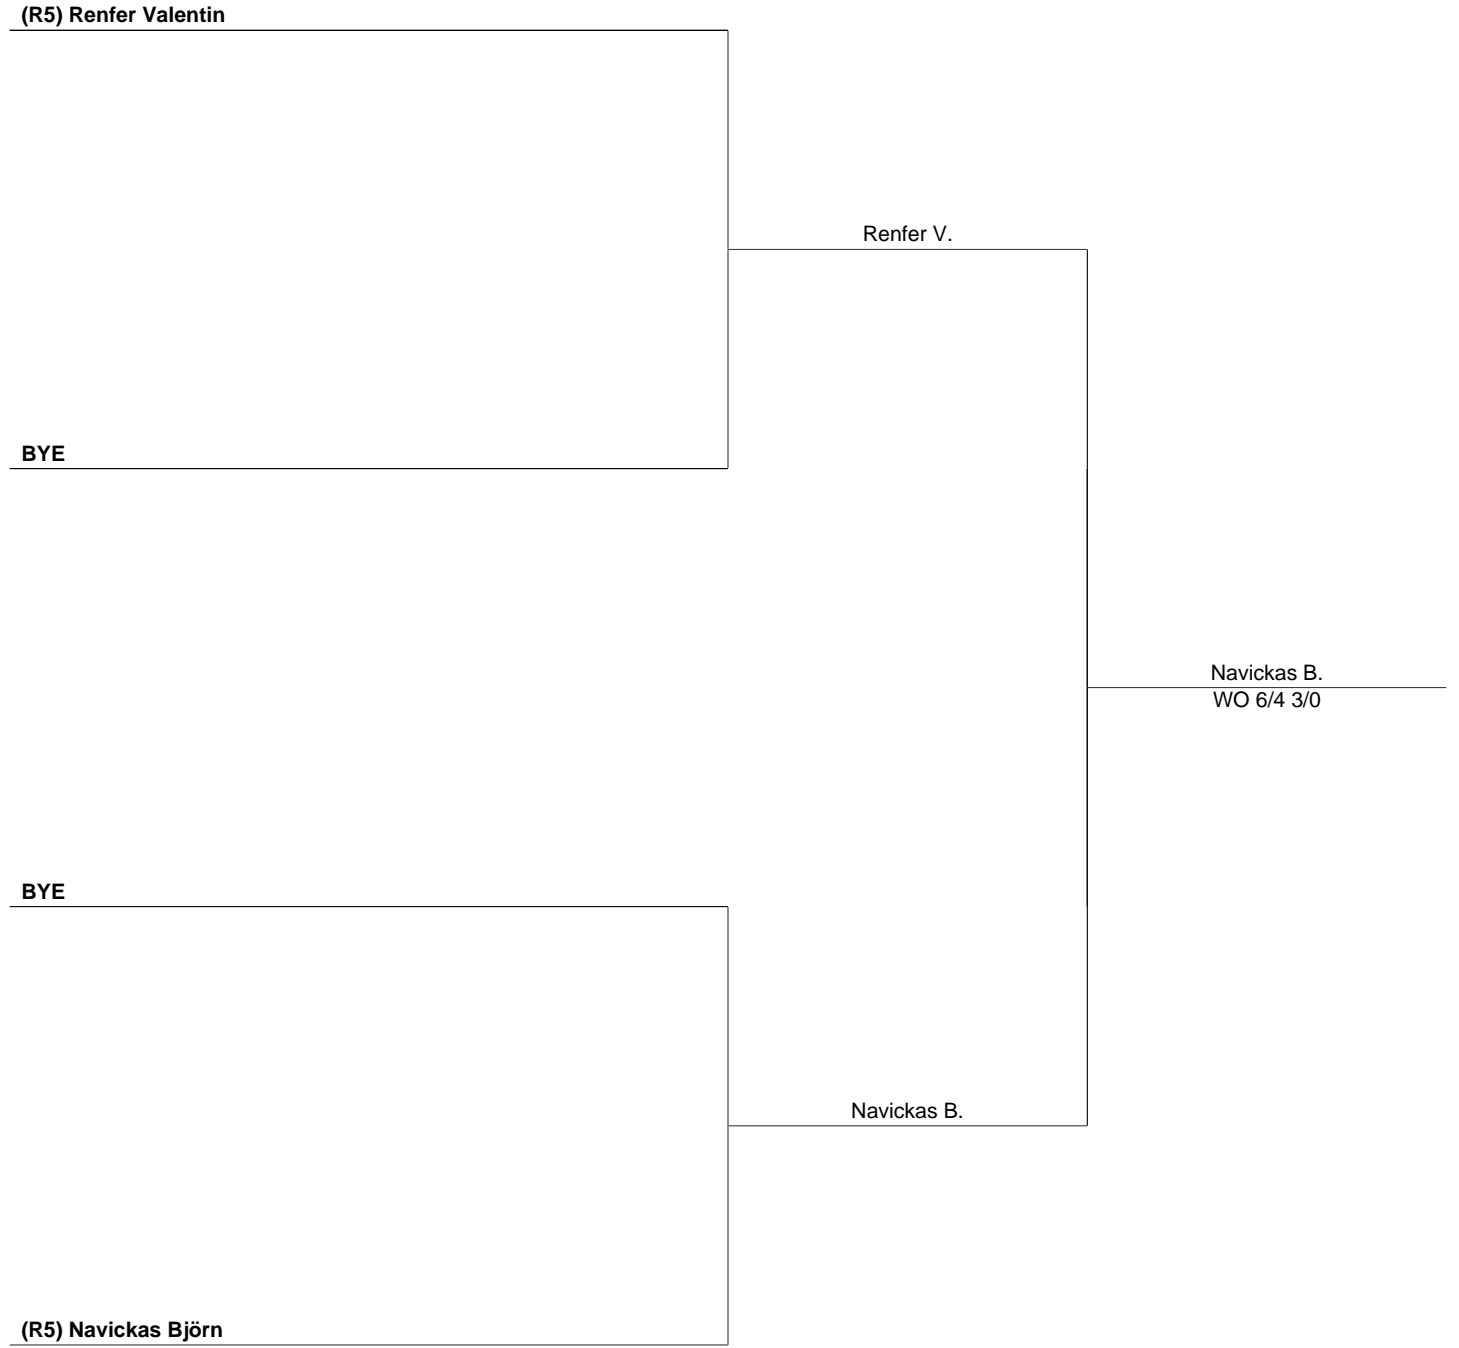 (R5) Renfer Valentin
Renfer V.
BYE
Navickas B.
WO 6/4 3/0
BYE
Navickas B.
(R5) Navickas Björn